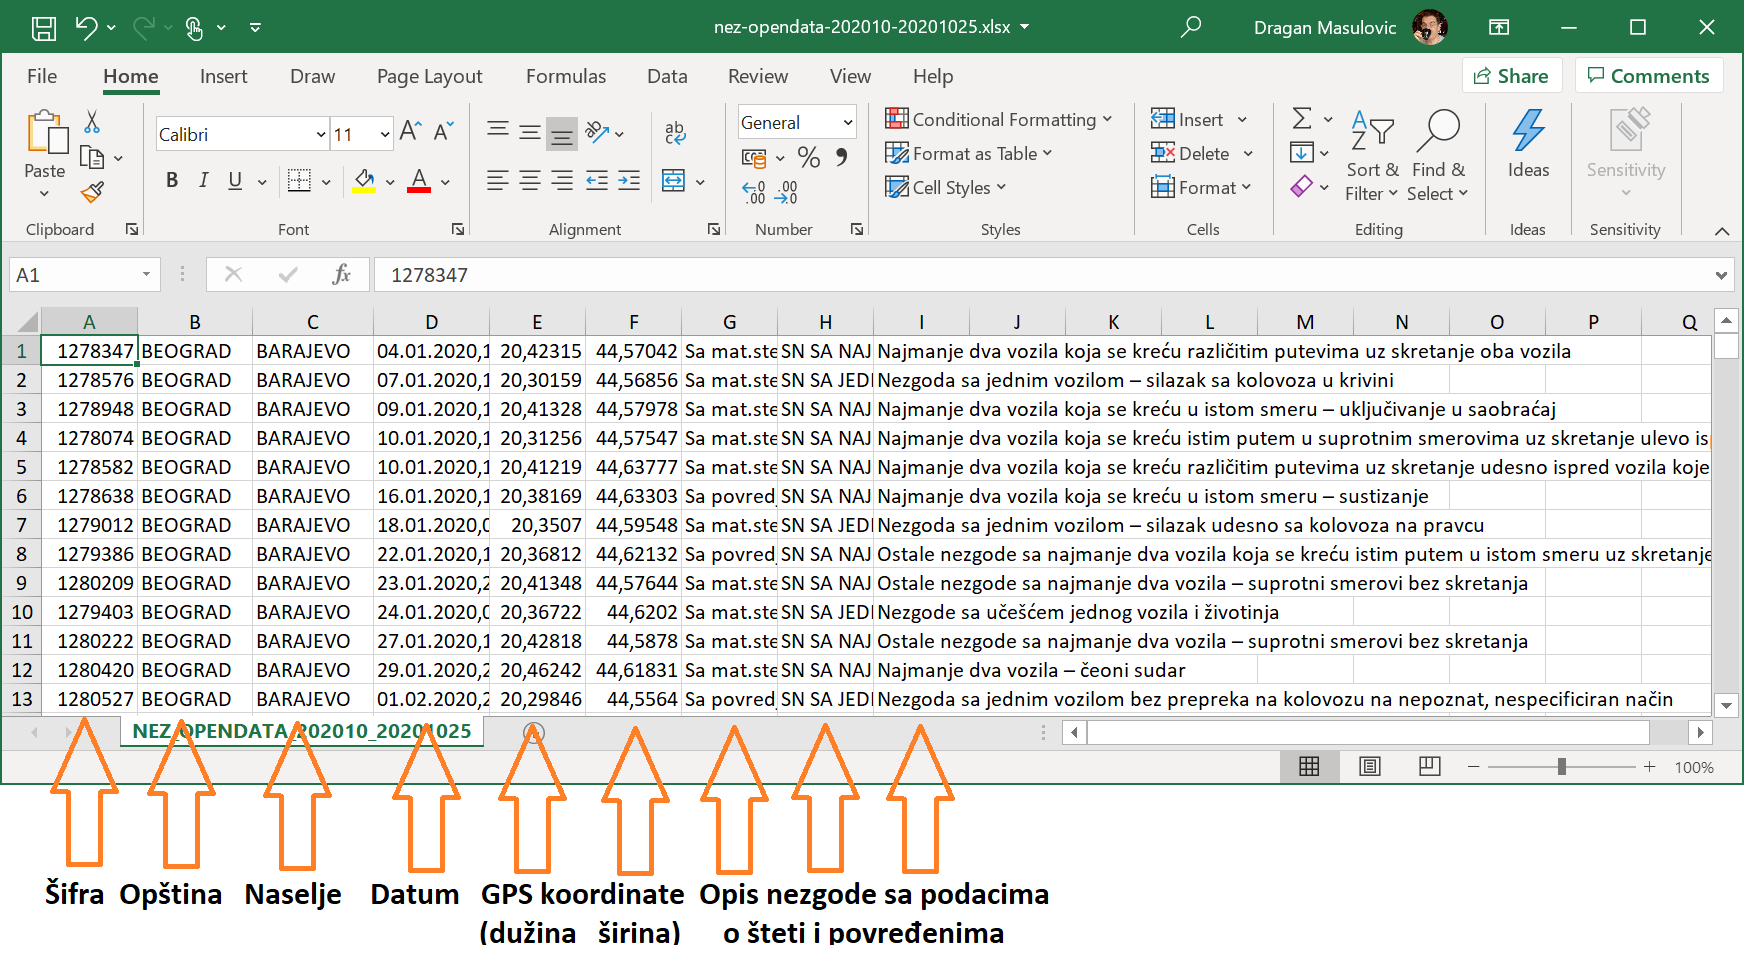 nez-opendata-202010-20201025.xlsx
Dragan Masulovic
File Home Insert Draw Page Layout Formulas Data Review View Help Share Comments
Calibri 11 General
Paste
Conditional Formatting
Format as Table
Cell Styles
Insert
Delete
Format
Sort & Filter
Find & Select
Ideas
Sensitivity
Clipboard Font Alignment Number Styles Cells Editing Ideas Sensitivity
A1 fx 1278347
A B C D E F G H I J K L M N O P Q
1 1278347 BEOGRAD BARAJEVO 04.01.2020,1 20,42315 44,57042 Sa mat.ste SN SA NAJ Najmanje dva vozila koja se kreću različitim putevima uz skretanje oba vozila
2 1278576 BEOGRAD BARAJEVO 07.01.2020,1 20,30159 44,56856 Sa mat.ste SN SA JEDI Nezgoda sa jednim vozilom – silazak sa kolovoza u krivini
3 1278948 BEOGRAD BARAJEVO 09.01.2020,1 20,41328 44,57978 Sa mat.ste SN SA NAJ Najmanje dva vozila koja se kreću u istom smeru – uključivanje u saobraćaj
4 1278074 BEOGRAD BARAJEVO 10.01.2020,1 20,31256 44,57547 Sa mat.ste SN SA NAJ Najmanje dva vozila koja se kreću istim putem u suprotnim smerovima uz skretanje ulevo isp
5 1278582 BEOGRAD BARAJEVO 10.01.2020,1 20,41219 44,63777 Sa mat.ste SN SA NAJ Najmanje dva vozila koja se kreću različitim putevima uz skretanje udesno ispred vozila koje
6 1278638 BEOGRAD BARAJEVO 16.01.2020,1 20,38169 44,63303 Sa povred SN SA NAJ Najmanje dva vozila koja se kreću u istom smeru – sustizanje
7 1279012 BEOGRAD BARAJEVO 18.01.2020,0 20,3507 44,59548 Sa mat.ste SN SA JEDI Nezgoda sa jednim vozilom – silazak udesno sa kolovoza na pravcu
8 1279386 BEOGRAD BARAJEVO 22.01.2020,1 20,36812 44,62132 Sa povred SN SA NAJ Ostale nezgode sa najmanje dva vozila koja se kreću istim putem u istom smeru uz skretanje
9 1280209 BEOGRAD BARAJEVO 23.01.2020,2 20,41348 44,57644 Sa mat.ste SN SA NAJ Ostale nezgode sa najmanje dva vozila – suprotni smerovi bez skretanja
10 1279403 BEOGRAD BARAJEVO 24.01.2020,0 20,36722 44,6202 Sa mat.ste SN SA JEDI Nezgode sa učešćem jednog vozila i životinja
11 1280222 BEOGRAD BARAJEVO 27.01.2020,1 20,42818 44,5878 Sa mat.ste SN SA NAJ Ostale nezgode sa najmanje dva vozila – suprotni smerovi bez skretanja
12 1280420 BEOGRAD BARAJEVO 29.01.2020,2 20,46242 44,61831 Sa mat.ste SN SA NAJ Najmanje dva vozila – čeoni sudar
13 1280527 BEOGRAD BARAJEVO 01.02.2020,2 20,29846 44,5564 Sa povred SN SA JEDI Nezgoda sa jednim vozilom bez prepreka na kolovozu na nepoznat, nespecificiran način
NEZ_OPENDATA_202010_20201025
100%
Šifra Opština Naselje Datum GPS koordinate Opis nezgode sa podacima
(dužina širina) o šteti i povređenima